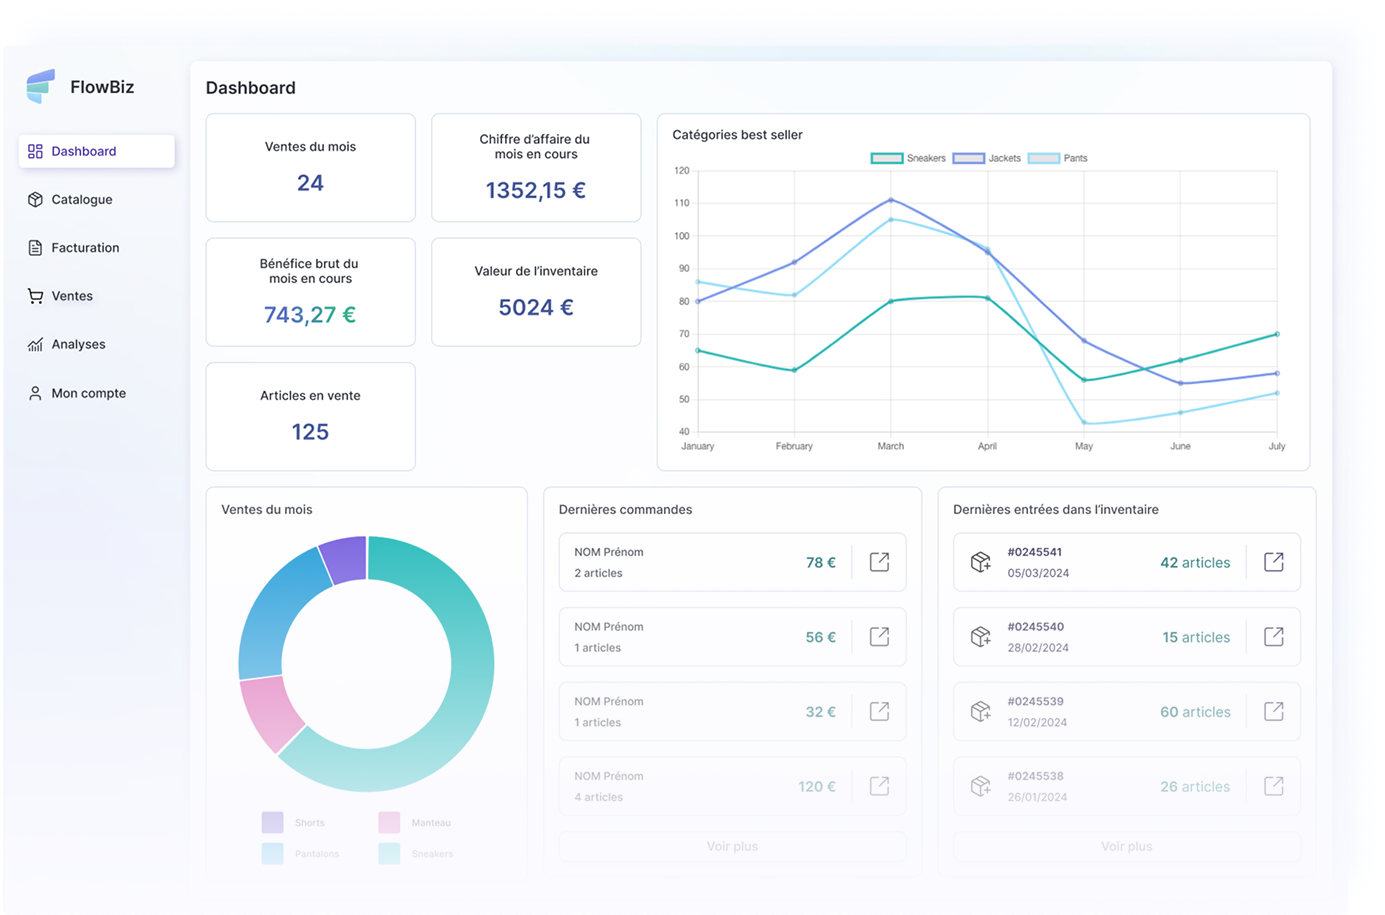 FlowBiz
Dashboard
Catalogue
Facturation
Ventes
Analyses
Mon compte
Dashboard
Ventes du mois
24
Chiffre d’affaire du
mois en cours
1352,15 €
Bénéfice brut du
mois en cours
743,27 €
Valeur de l’inventaire
5024 €
Articles en vente
125
Catégories best seller
Sneakers Jackets Pants
120
110
100
90
80
70
60
50
40
January February March April May June July
Ventes du mois
Shorts Manteau
Pantalons Sneakers
Dernières commandes
NOM Prénom
2 articles
78 €
NOM Prénom
1 articles
56 €
NOM Prénom
1 articles
32 €
NOM Prénom
4 articles
120 €
Voir plus
Dernières entrées dans l’inventaire
#0245541
05/03/2024
42 articles
#0245540
28/02/2024
15 articles
#0245539
12/02/2024
60 articles
#0245538
26/01/2024
26 articles
Voir plus